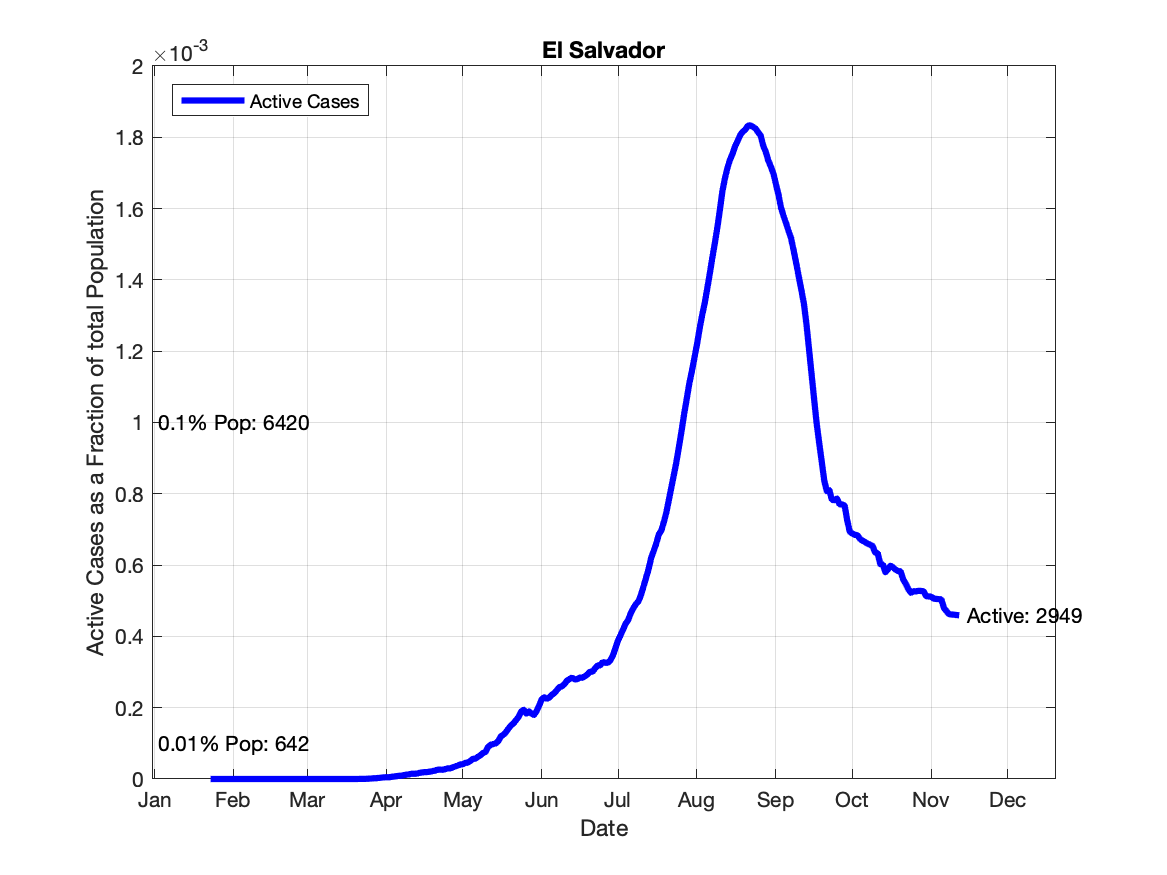 El Salvador
×10-3
Active Cases
2
1.8
1.6
1.4
1.2
1
0.8
0.6
0.4
0.2
0
Active Cases as a Fraction of total Population
0.1% Pop: 6420
0.01% Pop: 642
Active: 2949
Jan Feb Mar Apr May Jun Jul Aug Sep Oct Nov Dec
Date